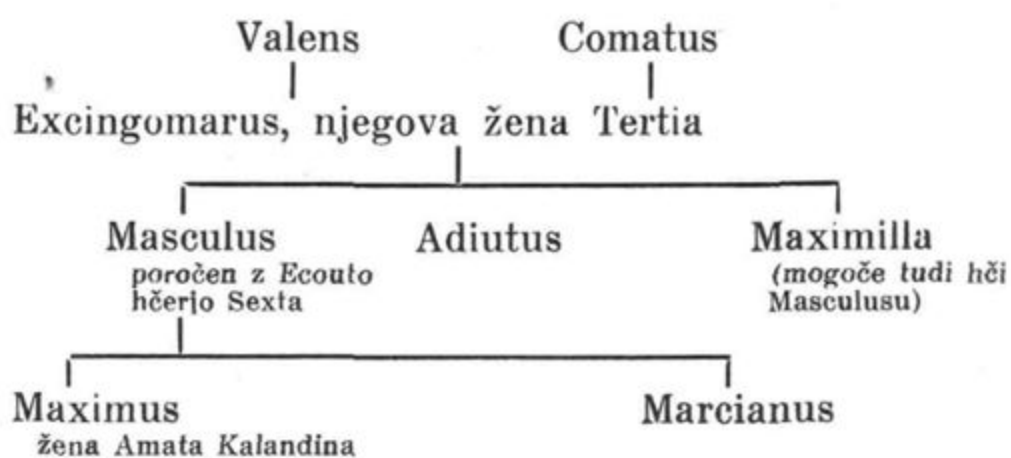 Valens Comatus
Excingomarus, njegova žena Tertia
Masculus Adiutus Maximilla
poročen z Ecouto (mogoče tudi hči
hčerjo Sexta Masculusu)
Maximus Marcianus
žena Amata Kalandina